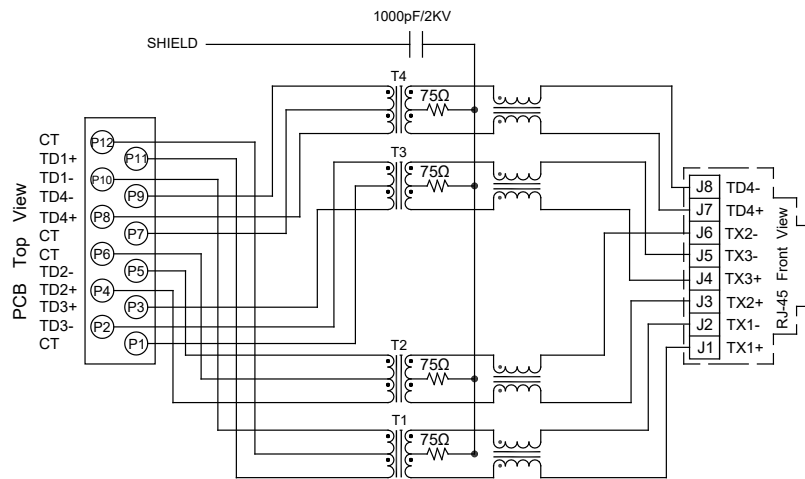 1000pF/2KV
SHIELD
T4
75Ω
T3
75Ω
T2
75Ω
T1
75Ω
PCB Top View
CT
TD1+
TD1-
TD4-
TD4+
CT
CT
TD2-
TD2+
TD3+
TD3-
CT
P12
P11
P10
P9
P8
P7
P6
P5
P4
P3
P2
P1
J8 TD4-
J7 TD4+
J6 TX2-
J5 TX3-
J4 TX3+
J3 TX2+
J2 TX1-
J1 TX1+
RJ-45 Front View